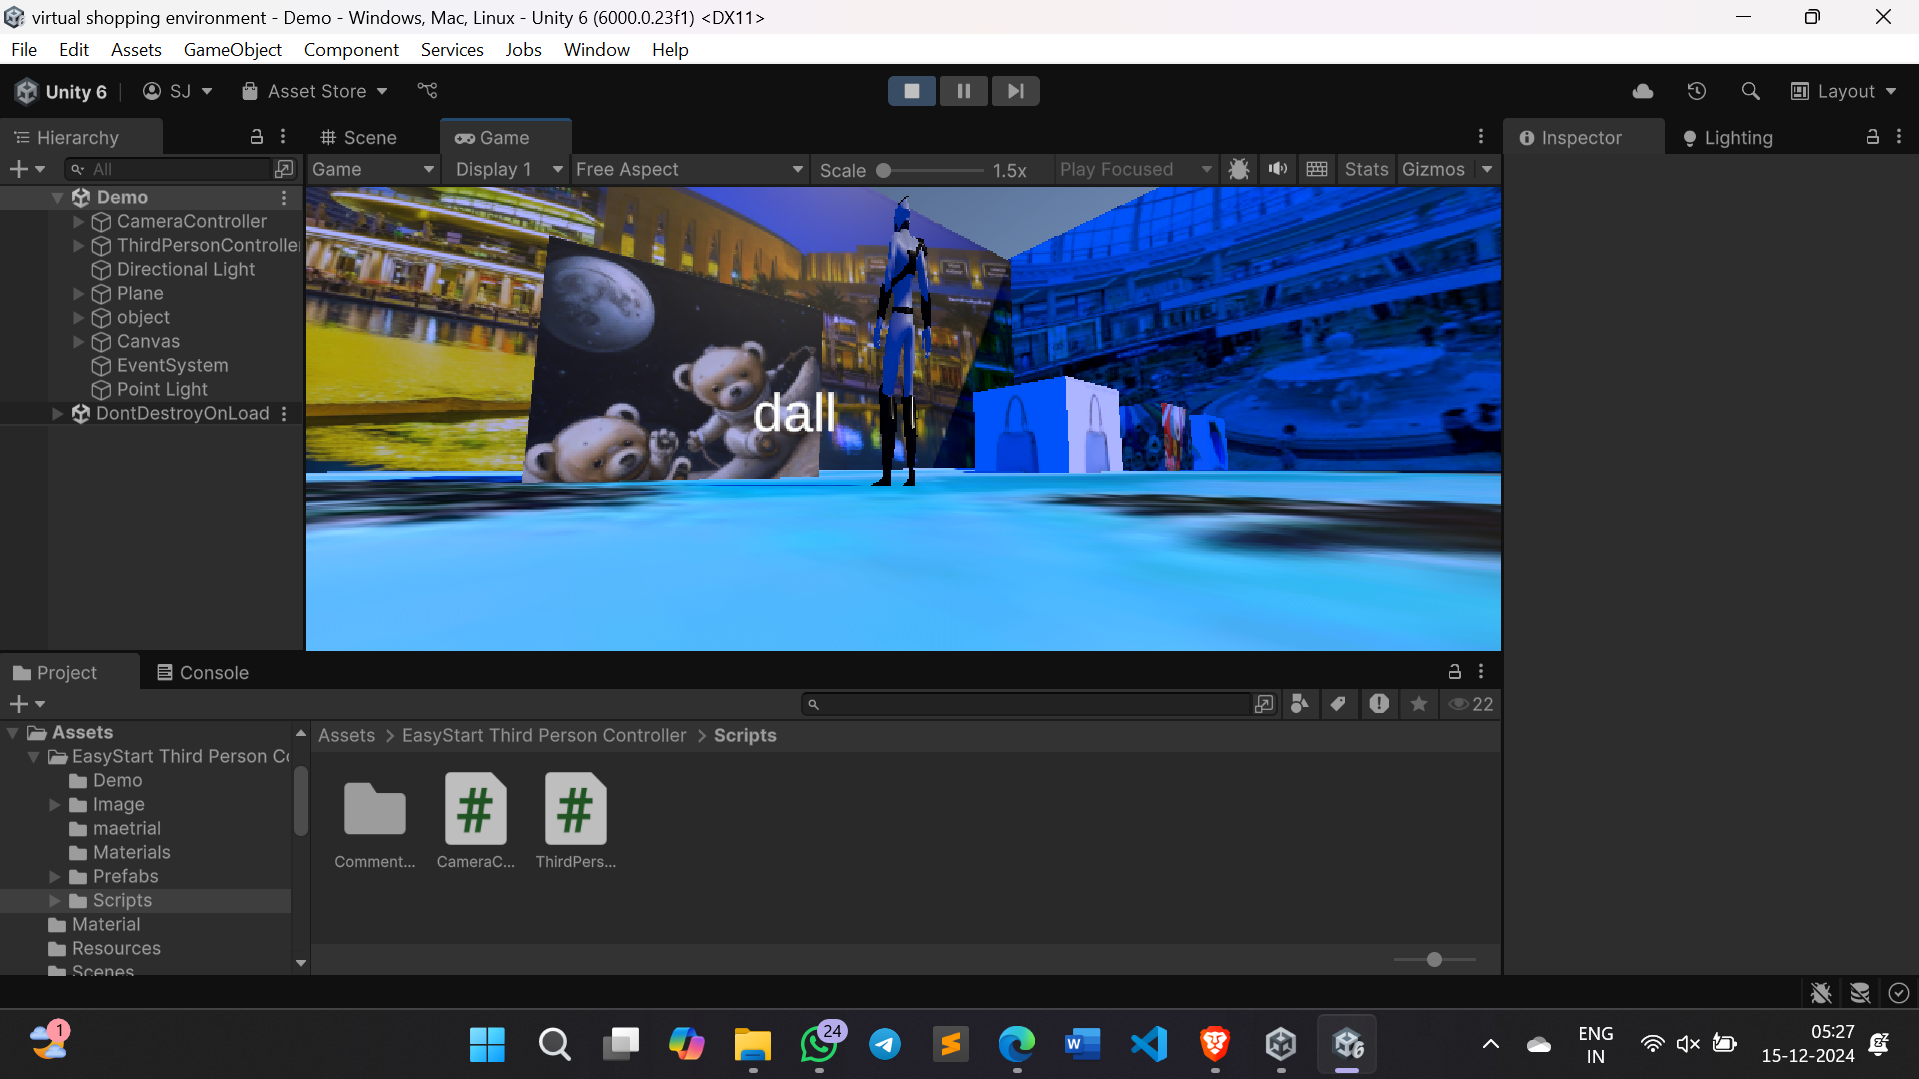 virtual shopping environment - Demo - Windows, Mac, Linux - Unity 6 (6000.0.23f1) <DX11>
File Edit Assets GameObject Component Services Jobs Window Help
Unity 6 SJ Asset Store Layout
Hierarchy Scene Game Inspector Lighting
All Game Display 1 Free Aspect Scale 1.5x Play Focused Stats Gizmos
Demo
CameraController
ThirdPersonController
Directional Light
Plane
object
Canvas
EventSystem
Point Light
DontDestroyOnLoad
dall
Project Console
22
Assets
EasyStart Third Person Co
Demo
Image
maetrial
Materials
Prefabs
Scripts
Material
Resources
Scenes
Assets > EasyStart Third Person Controller > Scripts
Comment... CameraC... ThirdPers...
1
24
ENG
IN
05:27
15-12-2024